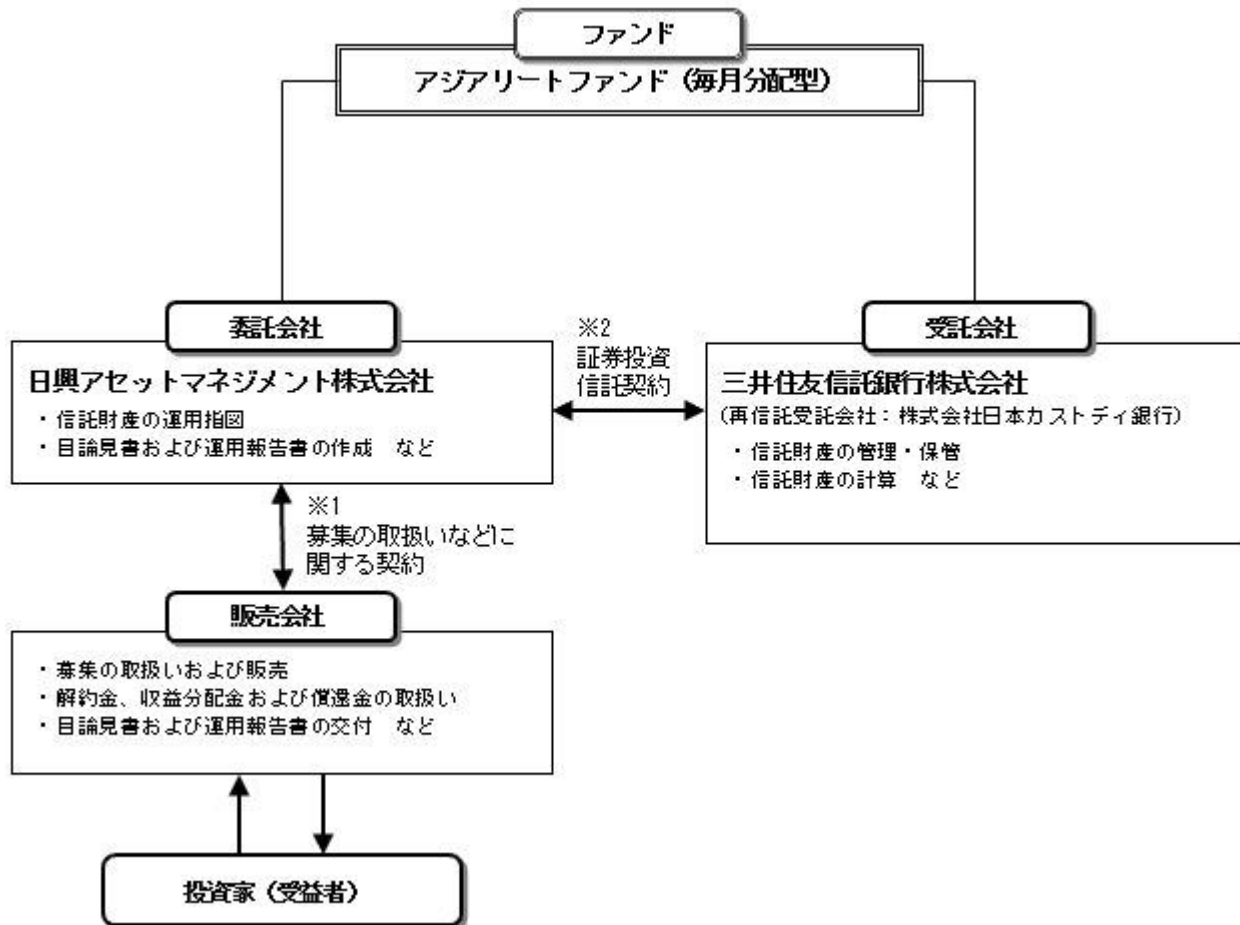 ファンド
アジアリートファンド（毎月分配型）
委託会社
日興アセットマネジメント株式会社
・信託財産の運用指図
・目論見書および運用報告書の作成　など
※2
証券投資
信託契約
受託会社
三井住友信託銀行株式会社
（再信託受託会社：株式会社日本カストディ銀行）
・信託財産の管理・保管
・信託財産の計算　など
※1
募集の取扱いなどに
関する契約
販売会社
・募集の取扱いおよび販売
・解約金、収益分配金および償還金の取扱い
・目論見書および運用報告書の交付　など
投資家（受益者）